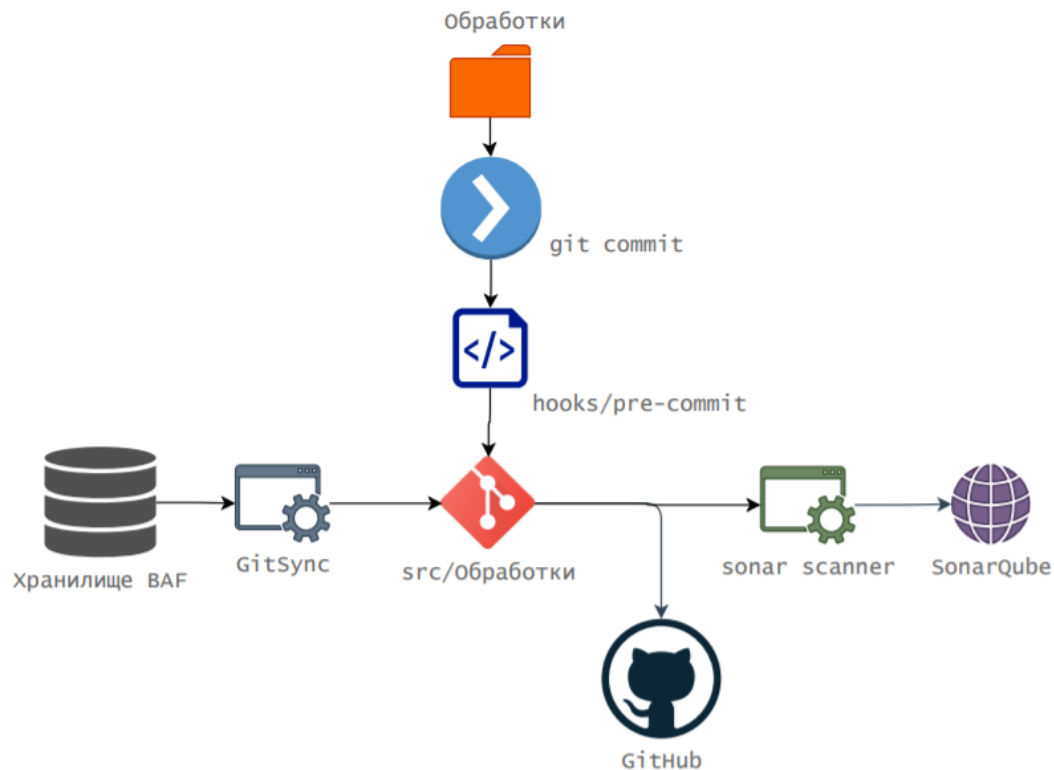 Обработки
git commit
</>
hooks/pre-commit
Хранилище BAF
GitSync
src/Обработки
sonar scanner
SonarQube
GitHub